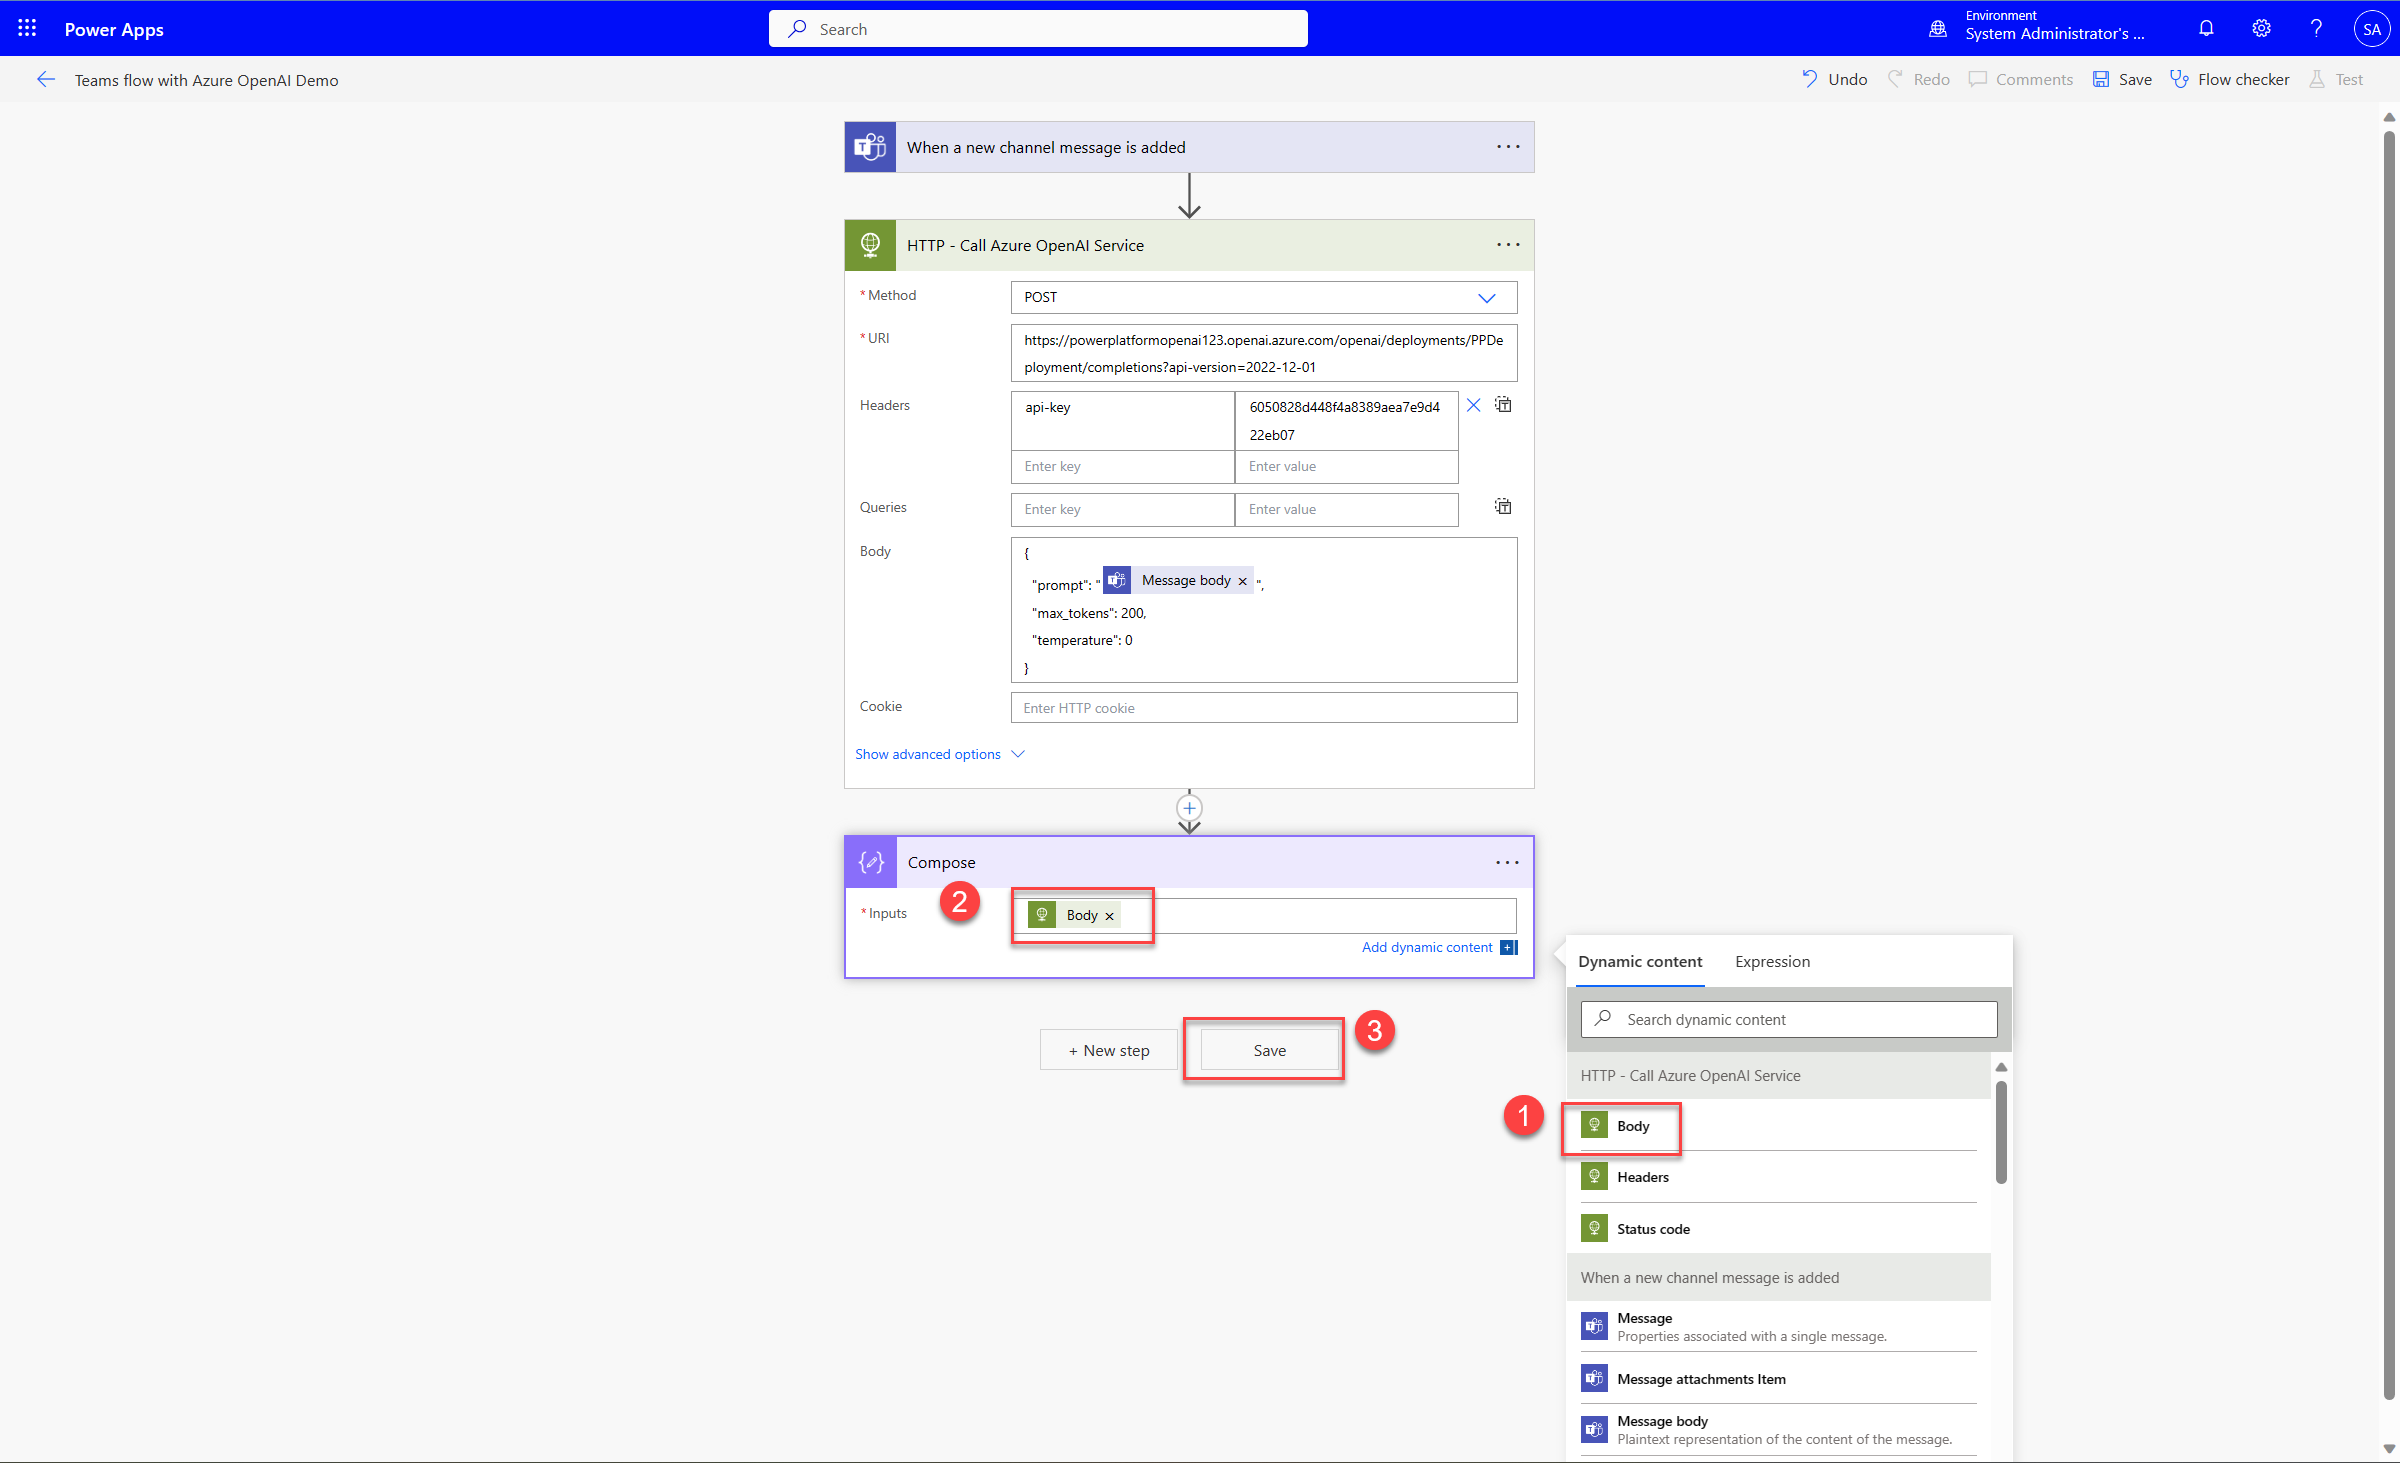 Power Apps
Search
Environment
System Administrator's ...
SA
Teams flow with Azure OpenAI Demo
Undo
Redo
Comments
Save
Flow checker
Test
When a new channel message is added
HTTP - Call Azure OpenAI Service
* Method
POST
* URI
https://powerplatformopenai123.openai.azure.com/openai/deployments/PPDe
ployment/completions?api-version=2022-12-01
Headers
api-key
6050828d448f4a8389aea7e9d4
22eb07
Enter key
Enter value
Queries
Enter key
Enter value
Body
{
"prompt": " Message body × ",
"max_tokens": 200,
"temperature": 0
}
Cookie
Enter HTTP cookie
Show advanced options
Compose
* Inputs
2
Body ×
Add dynamic content
+ New step
Save
3
Dynamic content
Expression
Search dynamic content
HTTP - Call Azure OpenAI Service
1
Body
Headers
Status code
When a new channel message is added
Message
Properties associated with a single message.
Message attachments Item
Message body
Plaintext representation of the content of the message.